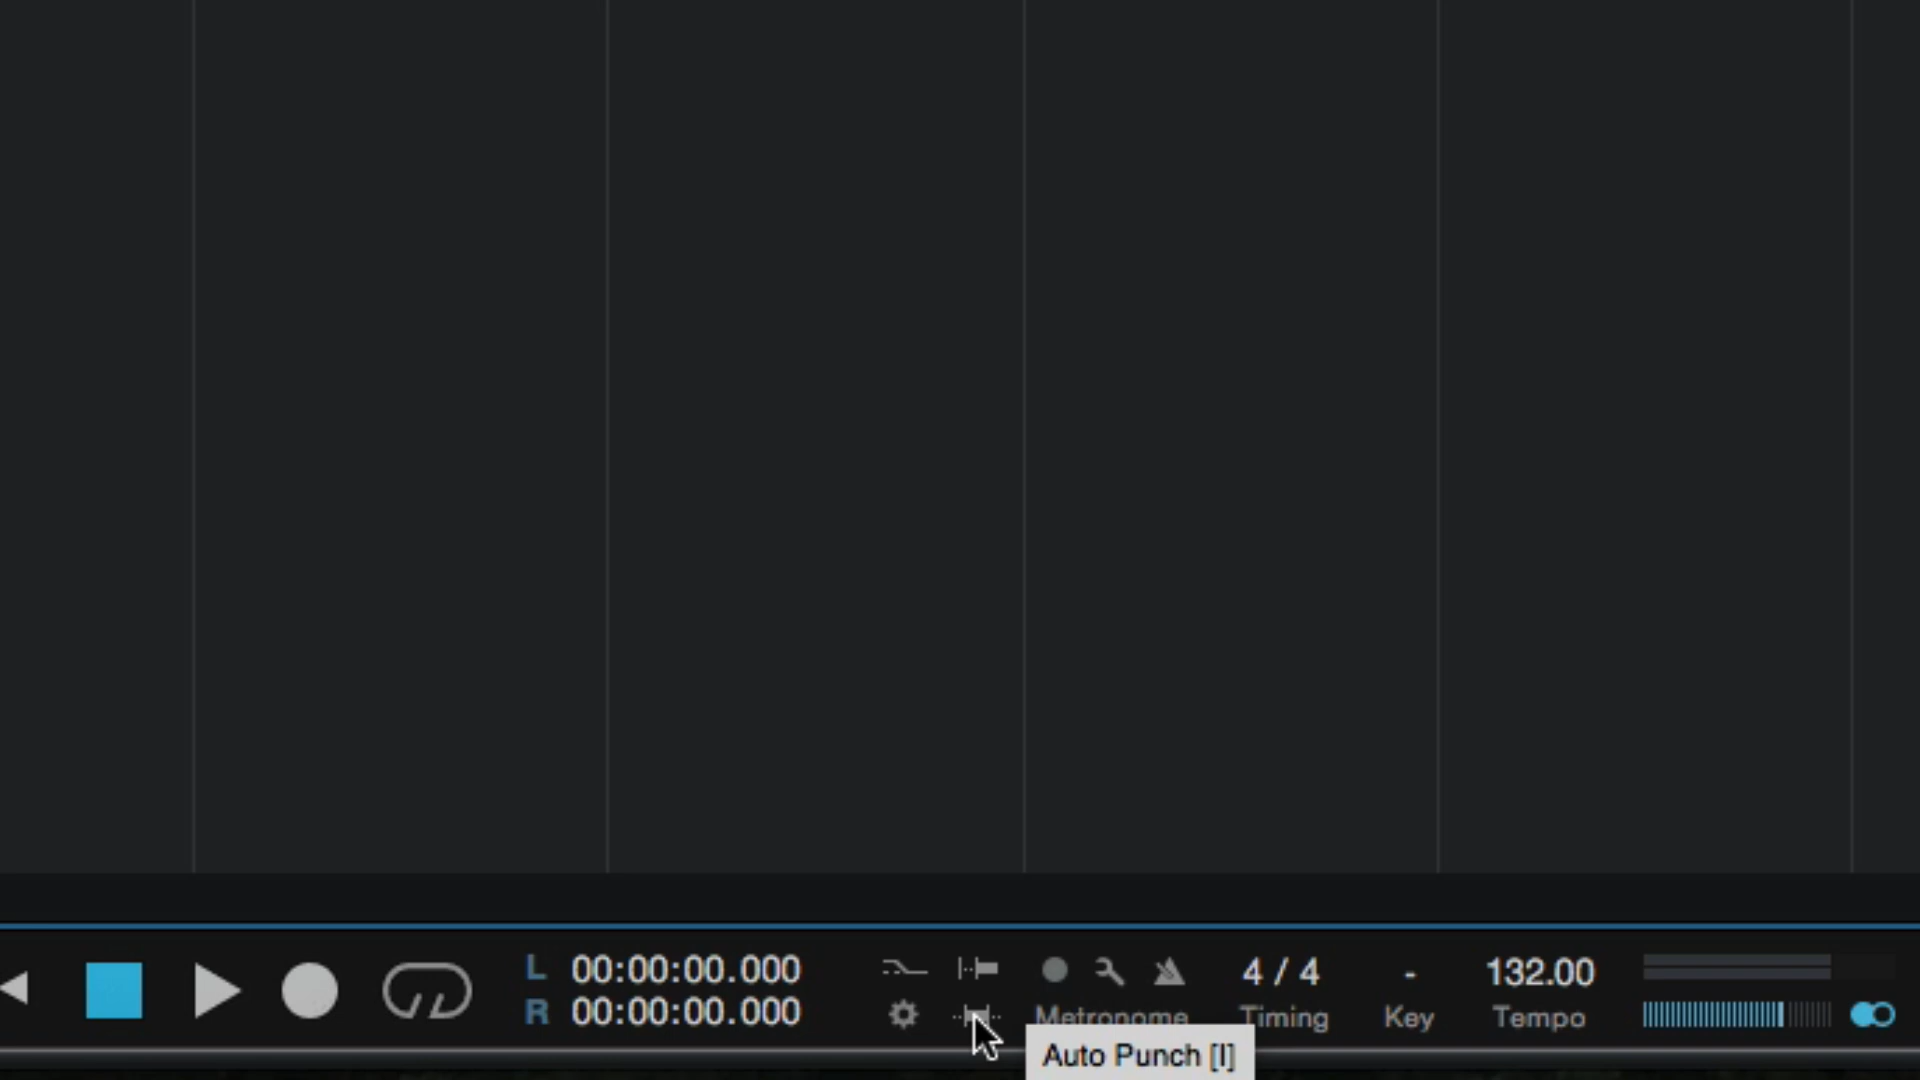 L 00:00:00.000
R 00:00:00.000
4 / 4
-
132.00
Metronome
Timing
Key
Tempo
Auto Punch [I]